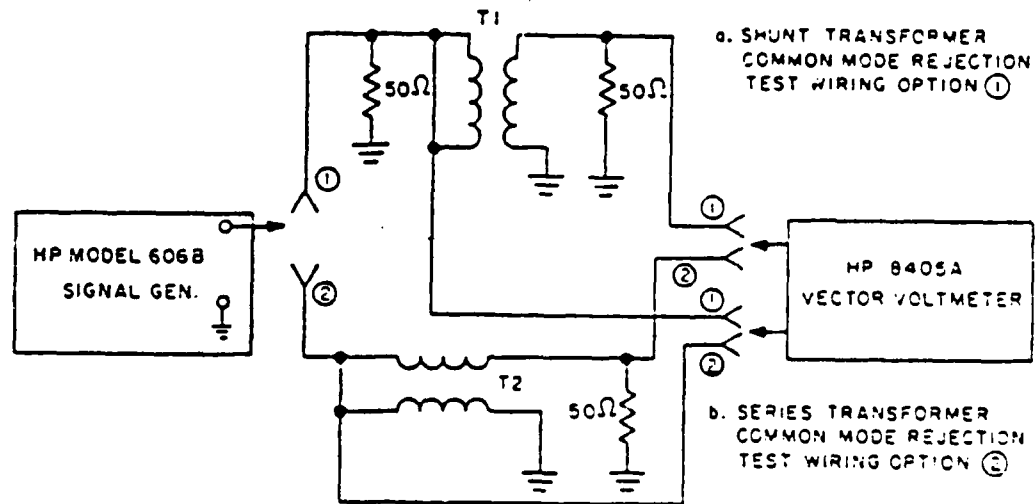 T1
a. SHUNT TRANSFORMER
COMMON MODE REJECTION
TEST WIRING OPTION ①
50Ω
50Ω
①
①
HP MODEL 606B
SIGNAL GEN.
②
②
①
HP 8405A
VECTOR VOLTMETER
②
T2
50Ω
b. SERIES TRANSFORMER
COMMON MODE REJECTION
TEST WIRING OPTION ②